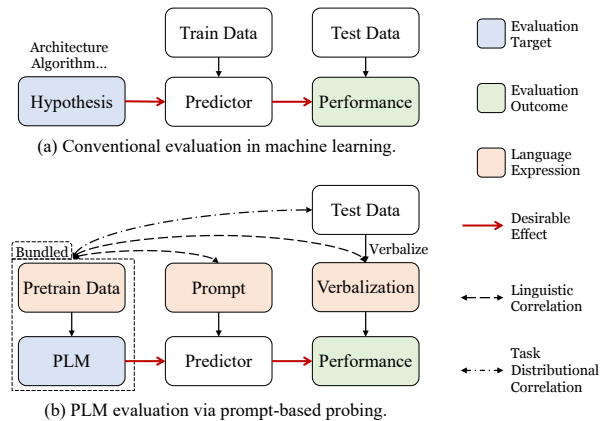 Architecture
Algorithm...
Hypothesis
Train Data
Predictor
Test Data
Performance
(a) Conventional evaluation in machine learning.
Bundled
Pretrain Data
PLM
Prompt
Predictor
Test Data
Verbalize
Verbalization
Performance
(b) PLM evaluation via prompt-based probing.
Evaluation
Target
Evaluation
Outcome
Language
Expression
Desirable
Effect
Linguistic
Correlation
Task
Distributional
Correlation